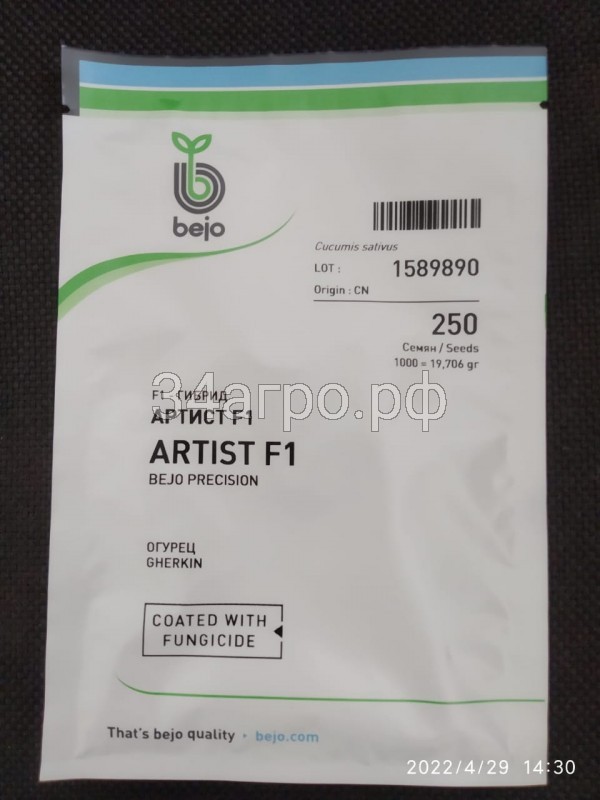 bejo
Cucumis sativus
LOT : 1589890
Origin : CN
250
Семян / Seeds
1000 = 19,706 gr
F1 - ГИБРИД
34агро.рф
АРТИСТ F1
ARTIST F1
BEJO PRECISION
ОГУРЕЦ
GHERKIN
COATED WITH
FUNGICIDE
That's bejo quality • bejo.com
2022/4/29 14:30